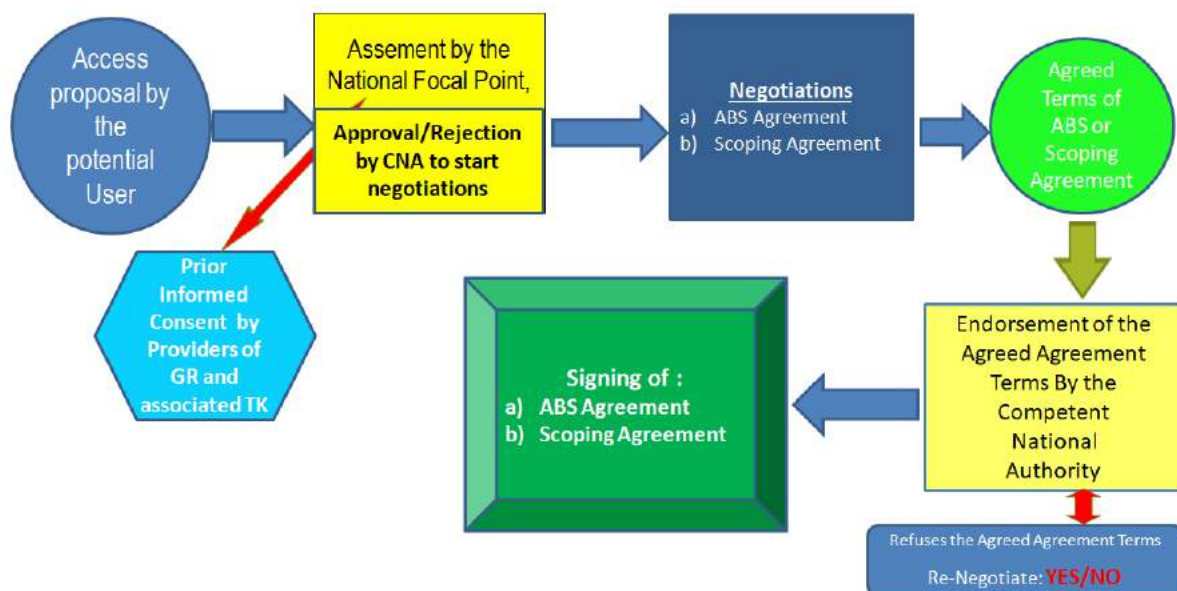 Access
proposal by
the
potential
User
Assement by the
National Focal Point,
Approval/Rejection
by CNA to start
negotiations
Prior
Informed
Consent by
Providers of
GR and
associated TK
Negotiations
a) ABS Agreement
b) Scoping Agreement
Agreed
Terms of
ABS or
Scoping
Agreement
Endorsement of the
Agreed Agreement
Terms By the
Competent
National
Authority
Refuses the Agreed Agreement Terms
Re-Negotiate: YES/NO
Signing of :
a) ABS Agreement
b) Scoping Agreement